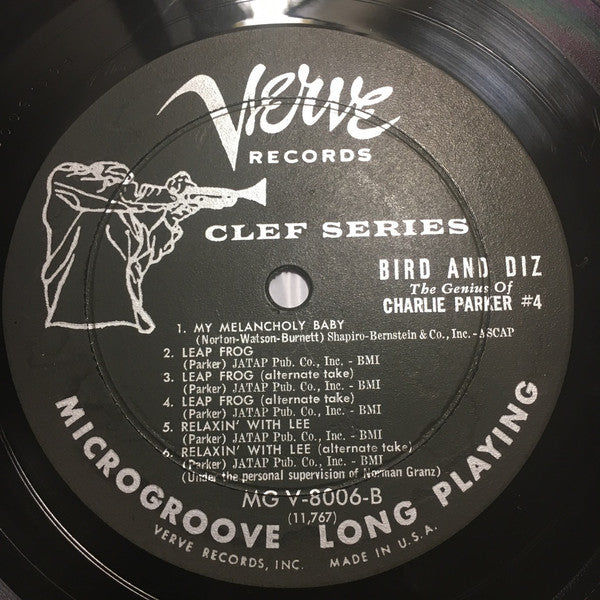 Verve
RECORDS
CLEF SERIES
BIRD AND DIZ
The Genius Of
CHARLIE PARKER #4
1. MY MELANCHOLY BABY
(Norton-Watson-Burnett) Shapiro-Bernstein & Co., Inc. - ASCAP
2. LEAP FROG
(Parker) JATAP Pub. Co., Inc. - BMI
3. LEAP FROG (alternate take)
(Parker) JATAP Pub. Co., Inc. - BMI
4. LEAP FROG (alternate take)
(Parker) JATAP Pub. Co., Inc. - BMI
5. RELAXIN' WITH LEE
(Parker) JATAP Pub. Co., Inc. - BMI
6. RELAXIN' WITH LEE (alternate take)
(Parker) JATAP Pub. Co., Inc. - BMI
(Under the personal supervision of Norman Granz)
MG V-8006-B
(11,767)
MICROGROOVE LONG PLAYING
VERVE RECORDS, INC. MADE IN U.S.A.